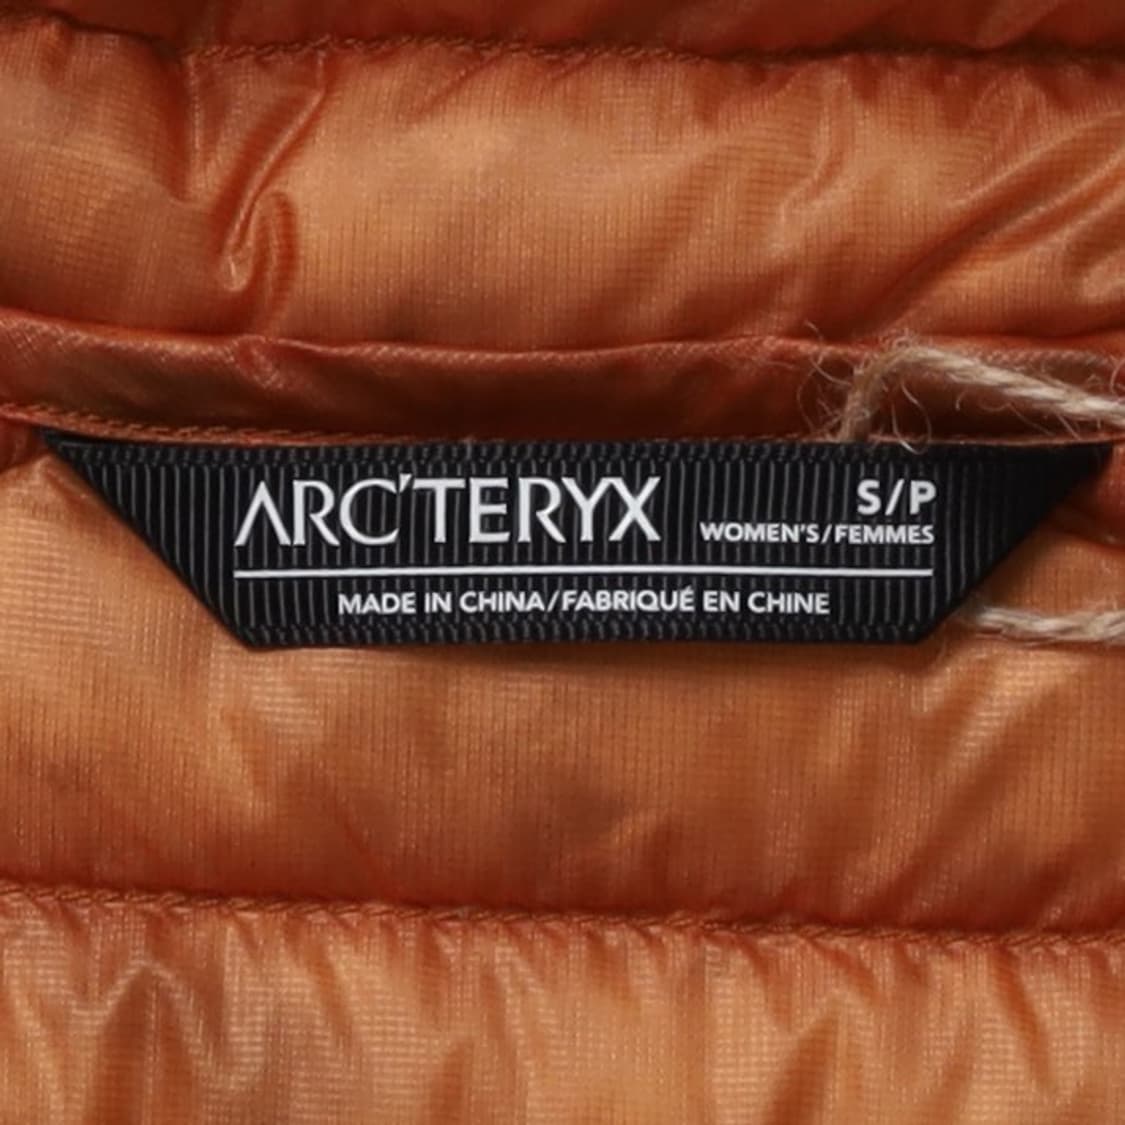 ARC'TERYX
S/P
WOMEN'S/FEMMES
MADE IN CHINA/FABRIQUÉ EN CHINE